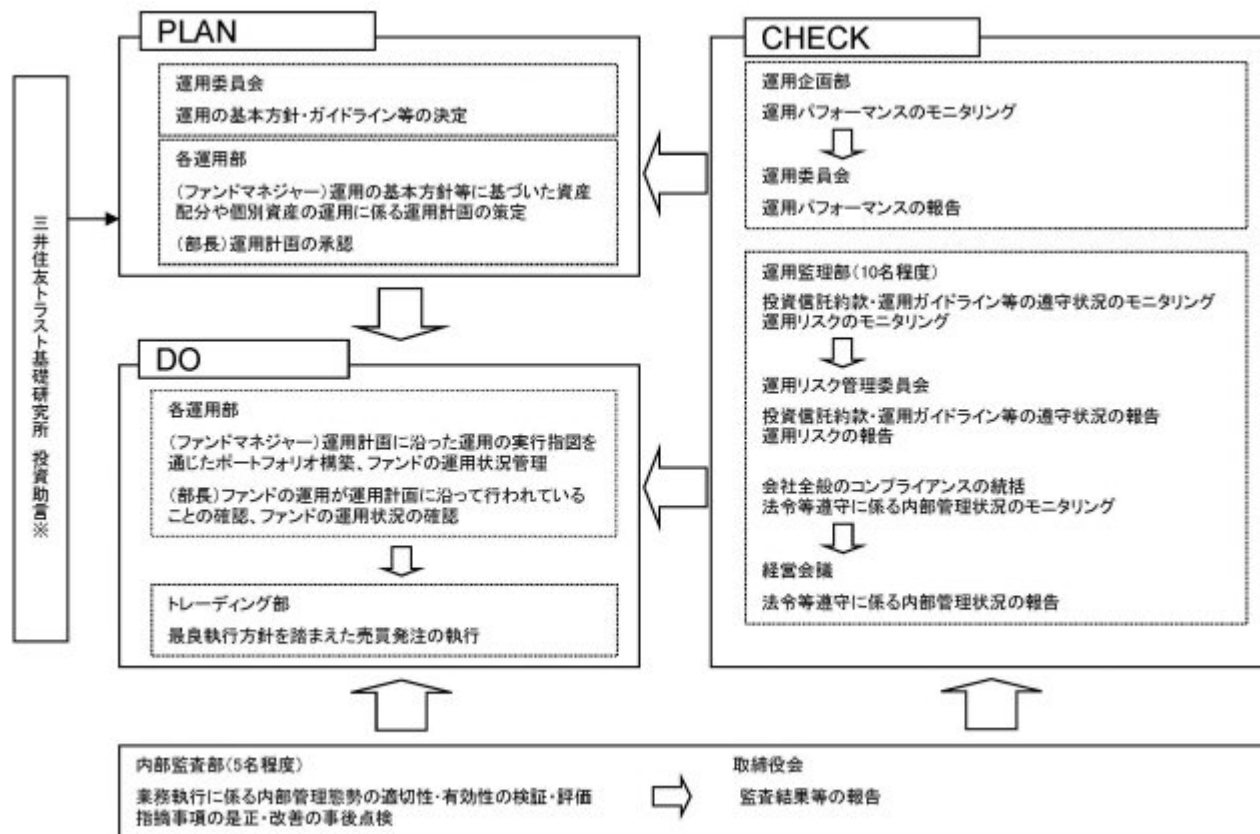 三井住友トラスト基礎研究所 投資助言※
PLAN
運用委員会
運用の基本方針・ガイドライン等の決定
各運用部
(ファンドマネジャー)運用の基本方針等に基づいた資産
配分や個別資産の運用に係る運用計画の策定
(部長)運用計画の承認
DO
各運用部
(ファンドマネジャー)運用計画に沿った運用の実行指図を
通じたポートフォリオ構築、ファンドの運用状況管理
(部長)ファンドの運用が運用計画に沿って行われている
ことの確認、ファンドの運用状況の確認
トレーディング部
最良執行方針を踏まえた売買発注の執行
CHECK
運用企画部
運用パフォーマンスのモニタリング
運用委員会
運用パフォーマンスの報告
運用監理部(10名程度)
投資信託約款・運用ガイドライン等の遵守状況のモニタリング
運用リスクのモニタリング
運用リスク管理委員会
投資信託約款・運用ガイドライン等の遵守状況の報告
運用リスクの報告
会社全般のコンプライアンスの統括
法令等遵守に係る内部管理状況のモニタリング
経営会議
法令等遵守に係る内部管理状況の報告
内部監査部(5名程度)
業務執行に係る内部管理態勢の適切性・有効性の検証・評価
指摘事項の是正・改善の事後点検
取締役会
監査結果等の報告